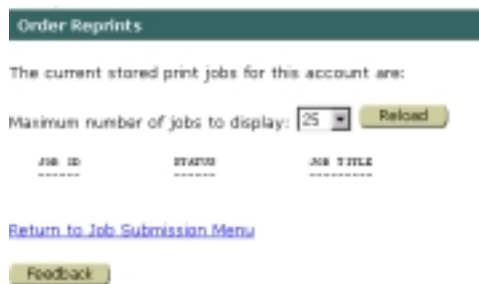 Order Reprints
The current stored print jobs for this account are:
Maximum number of jobs to display: 25 Reload
JOB ID STATUS JOB TITLE
------ ------ ---------
Return to Job Submission Menu
Feedback